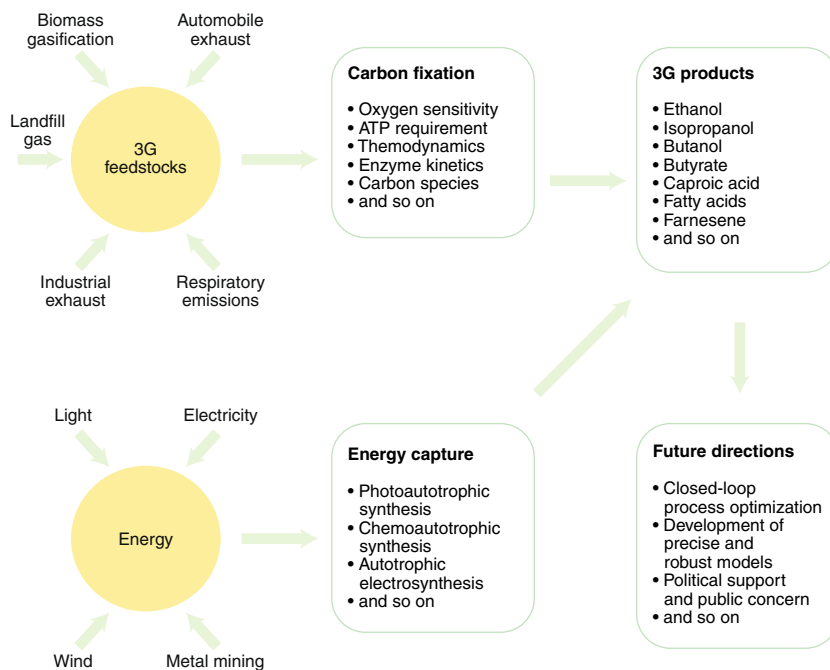 Biomass
gasification
Automobile
exhaust
Landfill
gas
3G
feedstocks
Industrial
exhaust
Respiratory
emissions
Carbon fixation
• Oxygen sensitivity
• ATP requirement
• Themodynamics
• Enzyme kinetics
• Carbon species
• and so on
3G products
• Ethanol
• Isopropanol
• Butanol
• Butyrate
• Caproic acid
• Fatty acids
• Farnesene
• and so on
Light
Electricity
Energy
Wind
Metal mining
Energy capture
• Photoautotrophic
synthesis
• Chemoautotrophic
synthesis
• Autotrophic
electrosynthesis
• and so on
Future directions
• Closed-loop
process optimization
• Development of
precise and
robust models
• Political support
and public concern
• and so on